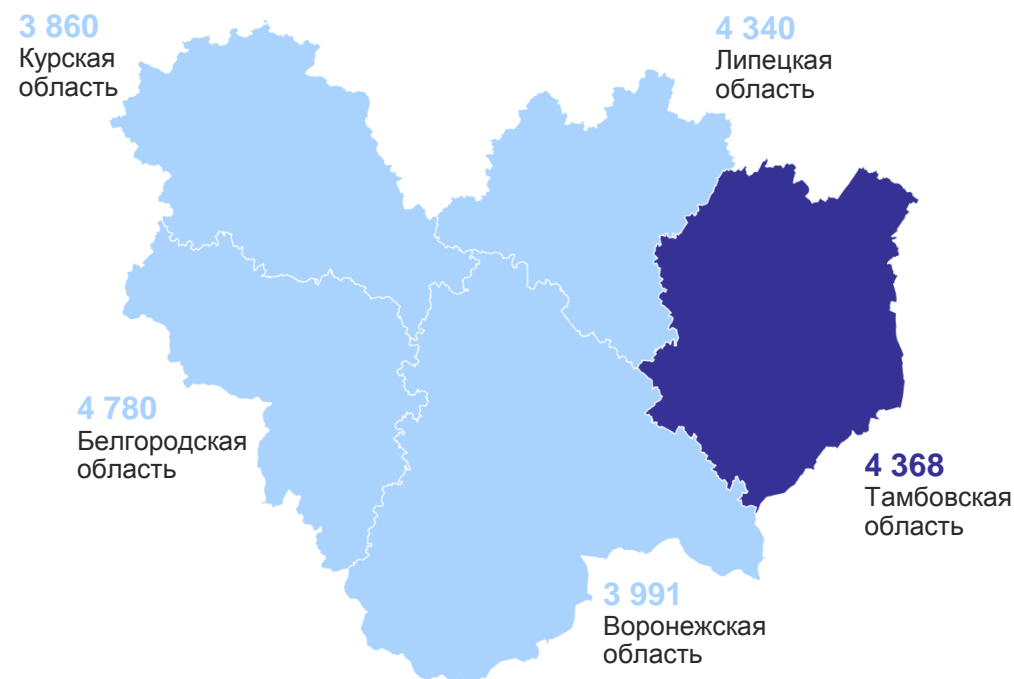 3 860
Курская
область
4 340
Липецкая
область
4 780
Белгородская
область
4 368
Тамбовская
область
3 991
Воронежская
область